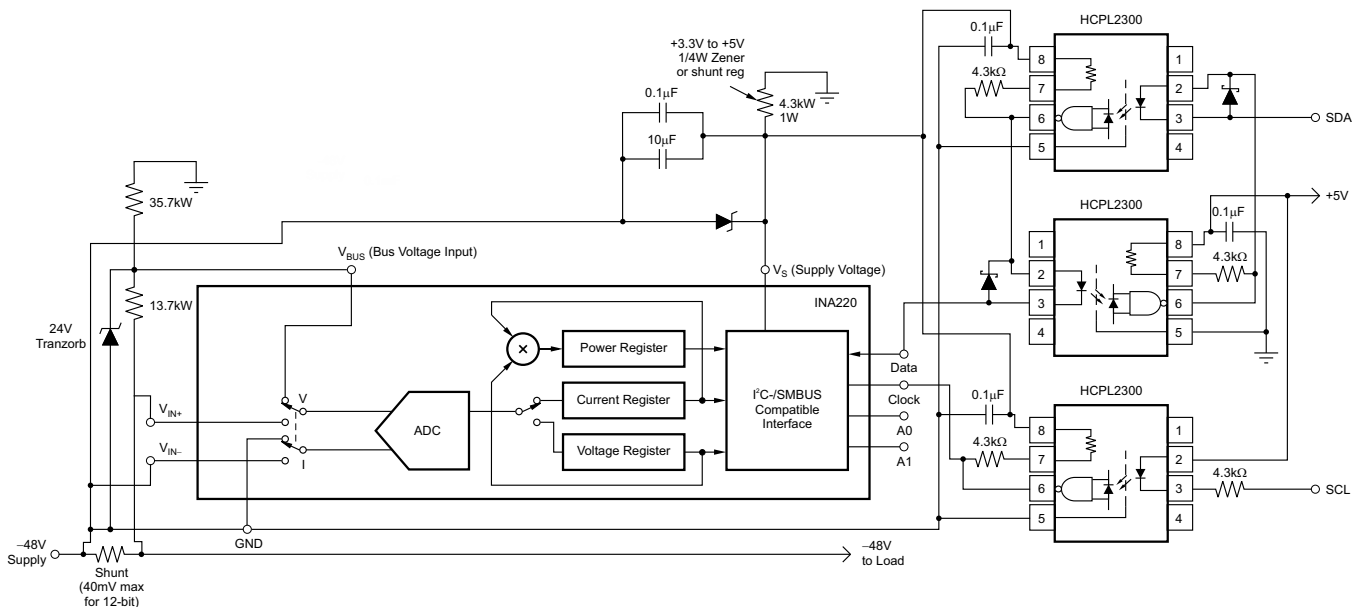 +3.3V to +5V
1/4W Zener
or shunt reg
4.3kW
1W
0.1μF
10μF
35.7kW
V_BUS (Bus Voltage Input)
V_S (Supply Voltage)
13.7kW
24V
Tranzorb
INA220
×
Power Register
Current Register
Voltage Register
ADC
V
I
V_IN+
V_IN–
I²C-/SMBUS
Compatible
Interface
Data
Clock
A0
A1
GND
–48V
Supply
Shunt
(40mV max
for 12-bit)
–48V
to Load
HCPL2300
0.1μF
4.3kΩ
8
7
6
5
1
2
3
4
SDA
HCPL2300
+5V
0.1μF
4.3kΩ
1
2
3
4
8
7
6
5
HCPL2300
0.1μF
4.3kΩ
8
7
6
5
1
2
3
4
4.3kΩ
SCL